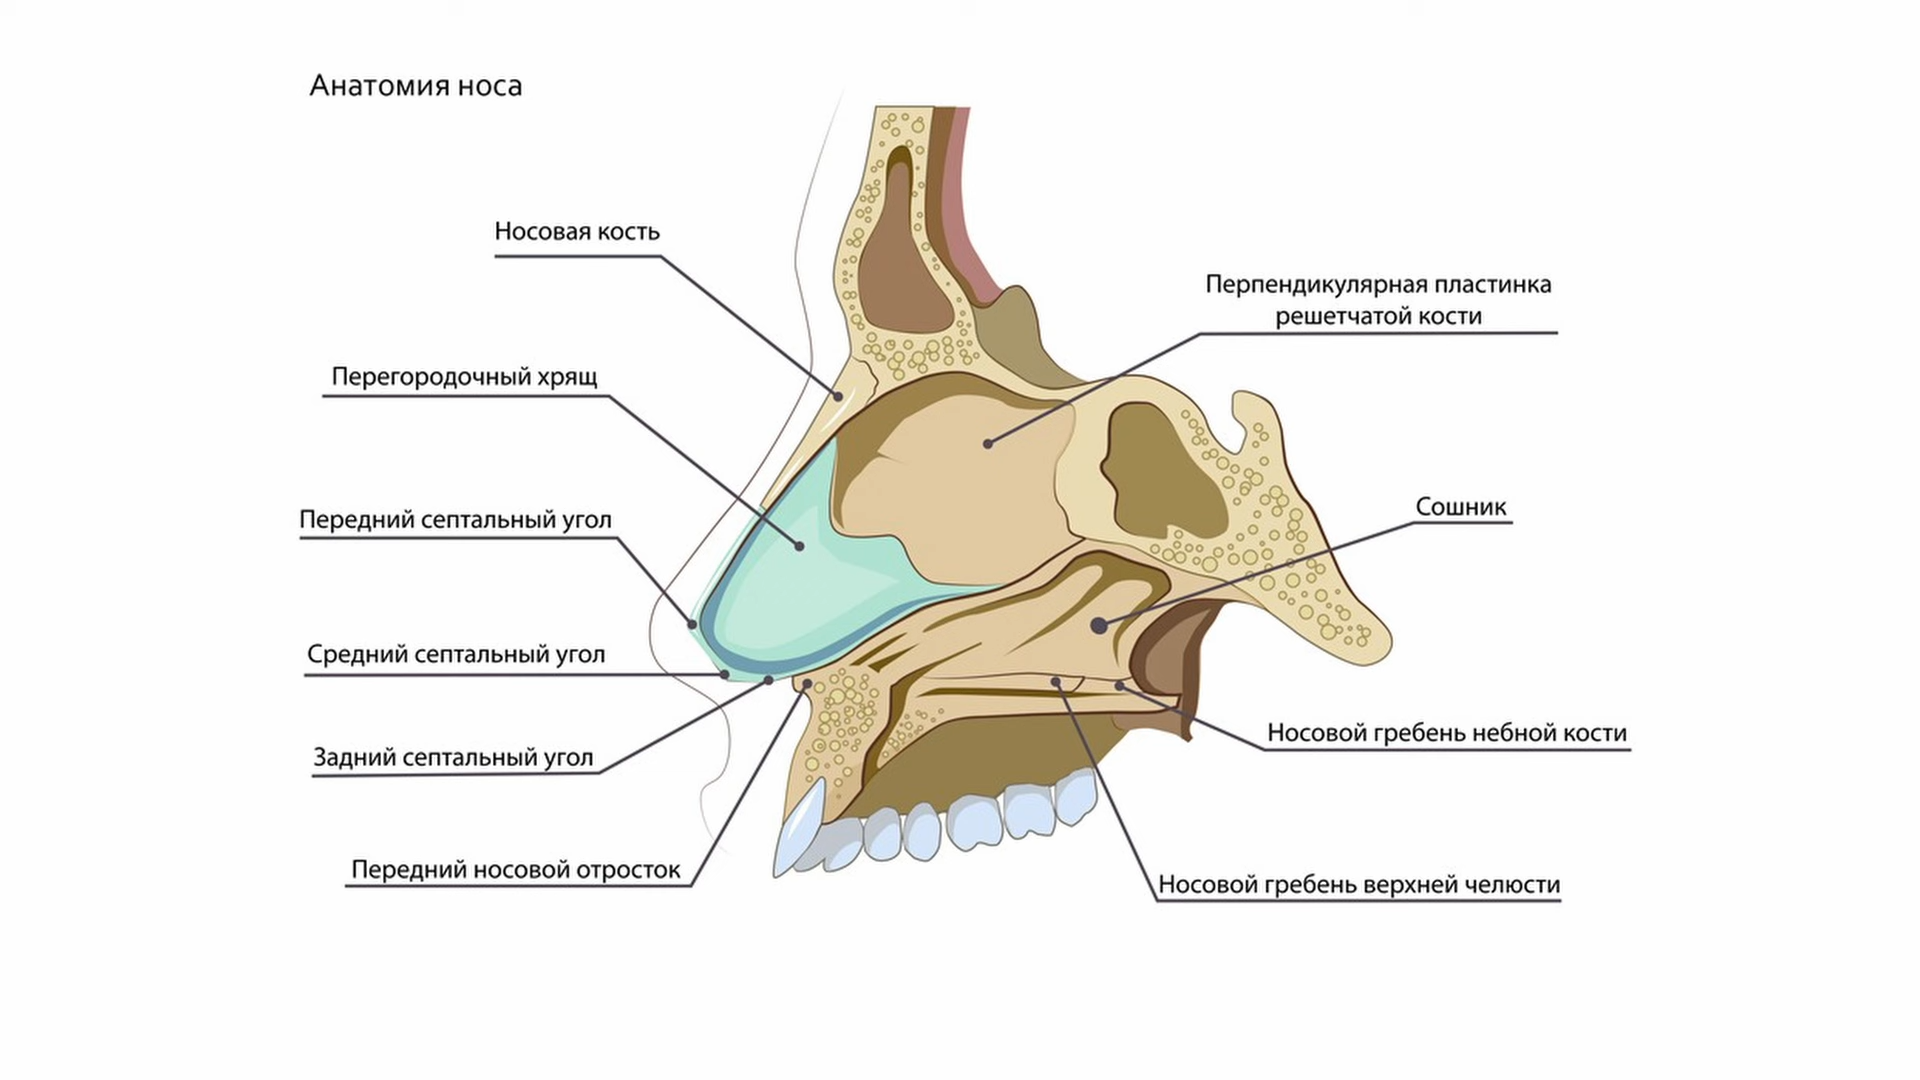 Анатомия носа
Носовая кость
Перпендикулярная пластинка
решетчатой кости
Перегородочный хрящ
Сошник
Передний септальный угол
Средний септальный угол
Носовой гребень небной кости
Задний септальный угол
Передний носовой отросток
Носовой гребень верхней челюсти